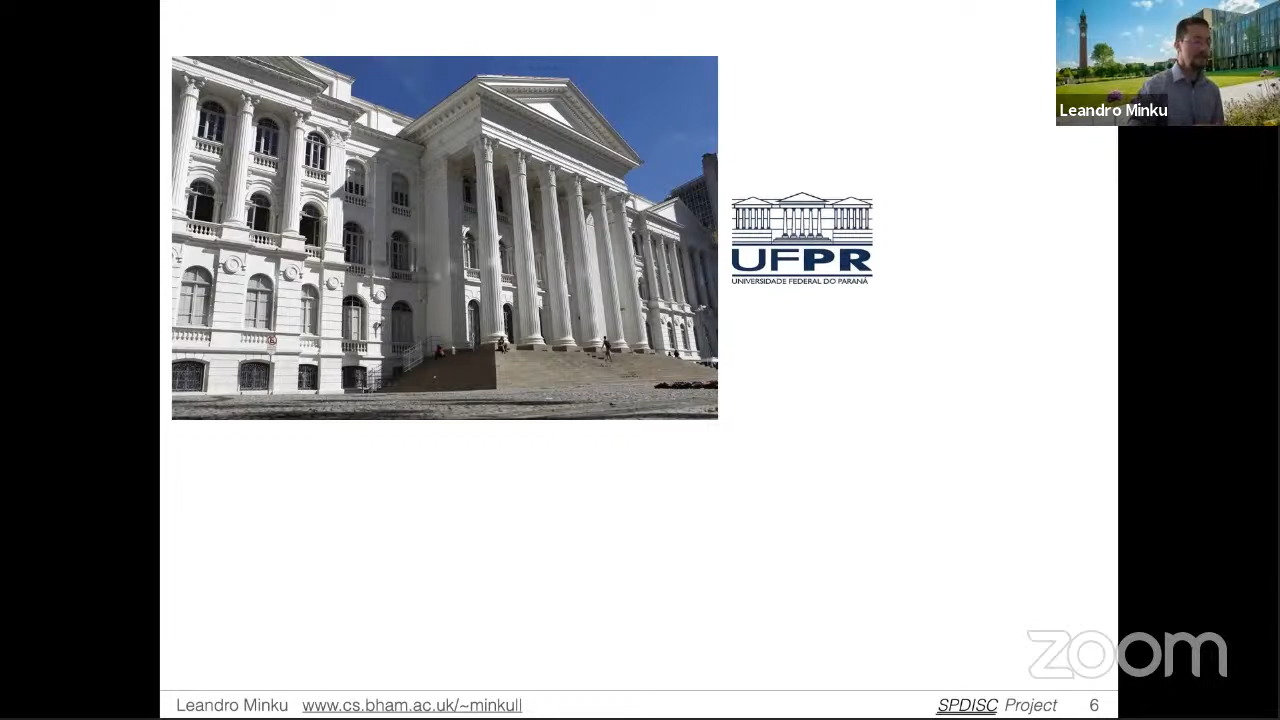 Leandro Minku
UFPR
UNIVERSIDADE FEDERAL DO PARANÁ
zoom
Leandro Minku www.cs.bham.ac.uk/~minkull SPDISC Project 6